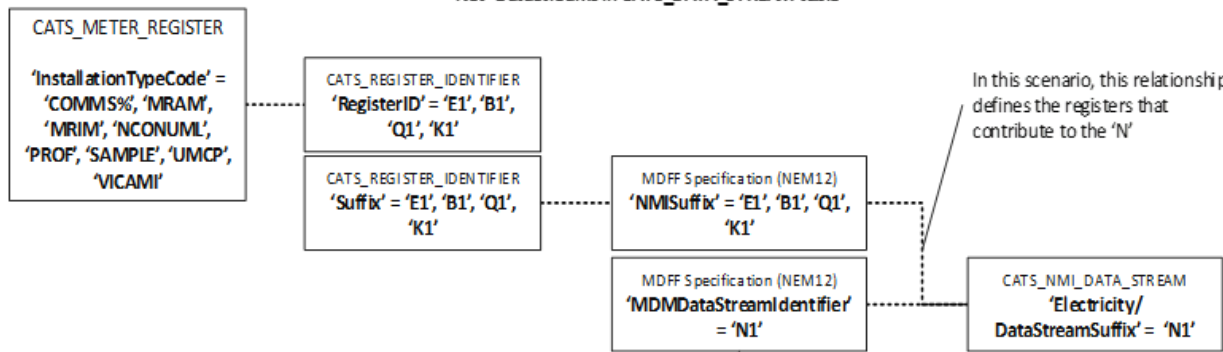 CATS_METER_REGISTER
‘InstallationTypeCode’ =
‘COMMS%’, ‘MRAM’,
‘MRIM’, ‘NCONUML’,
‘PROF’, ‘SAMPLE’, ‘UMCP’,
‘VICAMI’
CATS_REGISTER_IDENTIFIER
‘RegisterID’ = ‘E1’, ‘B1’,
‘Q1’, ‘K1’
CATS_REGISTER_IDENTIFIER
‘Suffix’ = ‘E1’, ‘B1’, ‘Q1’,
‘K1’
MDFF Specification (NEM12)
‘NMISuffix’ = ‘E1’, ‘B1’, ‘Q1’,
‘K1’
In this scenario, this relationship
defines the registers that
contribute to the ‘N’
MDFF Specification (NEM12)
‘MDMDataStreamIdentifier’
= ‘N1’
CATS_NMI_DATA_STREAM
‘Electricity/
DataStreamSuffix’ = ‘N1’